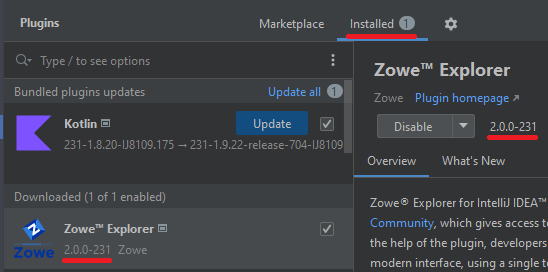 Plugins
Marketplace
Installed 1
Type / to see options
Bundled plugins updates
Update all 1
Kotlin
Update
231-1.8.20-IJ8109.175 → 231-1.9.22-release-704-IJ8109
Downloaded (1 of 1 enabled)
Zowe™ Explorer
2.0.0-231 Zowe
Zowe
Zowe™ Explorer
Zowe Plugin homepage ↗
Disable
2.0.0-231
Overview
What's New
Zowe® Explorer for IntelliJ IDEA™
Community, which gives access to
the help of the plugin, developers
modern interface, using a single t